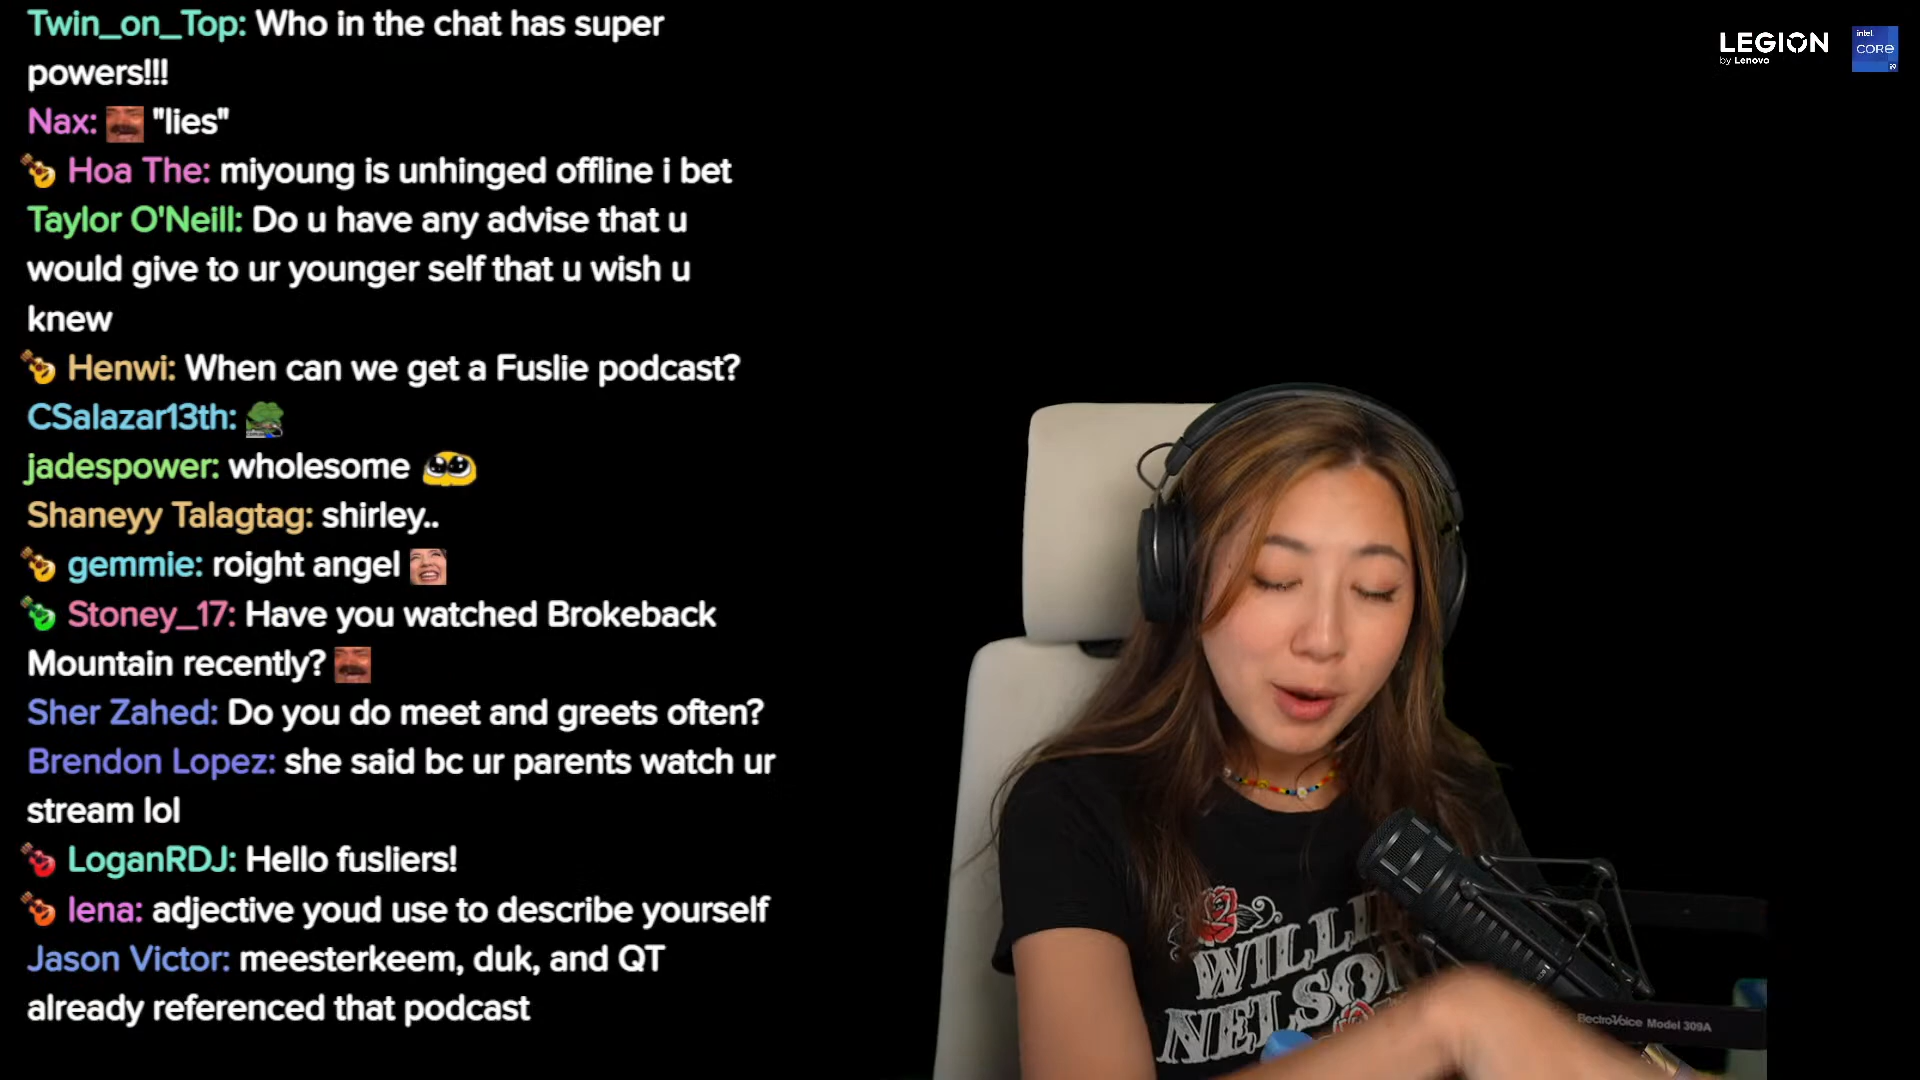 Twin_on_Top: Who in the chat has super
powers!!!
Nax: "lies"
Hoa The: miyoung is unhinged offline i bet
Taylor O'Neill: Do u have any advise that u
would give to ur younger self that u wish u
knew
Henwi: When can we get a Fuslie podcast?
CSalazar13th:
jadespower: wholesome
Shaneyy Talagtag: shirley..
gemmie: roight angel
Stoney_17: Have you watched Brokeback
Mountain recently?
Sher Zahed: Do you do meet and greets often?
Brendon Lopez: she said bc ur parents watch ur
stream lol
LoganRDJ: Hello fusliers!
lena: adjective youd use to describe yourself
Jason Victor: meesterkeem, duk, and QT
already referenced that podcast
LEGION
by Lenovo
intel
CORE
i9
WILLI
NELSO
ElectroVoice Model 309A